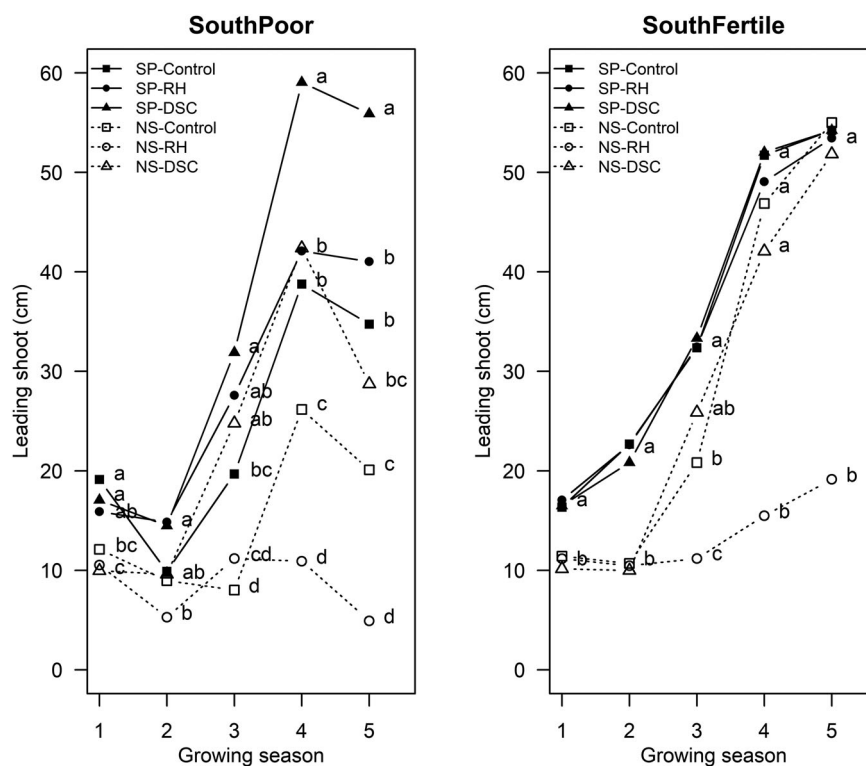 SouthPoor
SP-Control
SP-RH
SP-DSC
NS-Control
NS-RH
NS-DSC
60
50
40
30
20
10
0
Leading shoot (cm)
a
a
ab
bc
c
a
ab
b
a
ab
ab
bc
cd
d
a
b
b
c
d
a
b
b
bc
c
d
1 2 3 4 5
Growing season
SouthFertile
SP-Control
SP-RH
SP-DSC
NS-Control
NS-RH
NS-DSC
60
50
40
30
20
10
0
Leading shoot (cm)
a
b
a
b
a
ab
b
c
a
a
a
b
a
b
1 2 3 4 5
Growing season